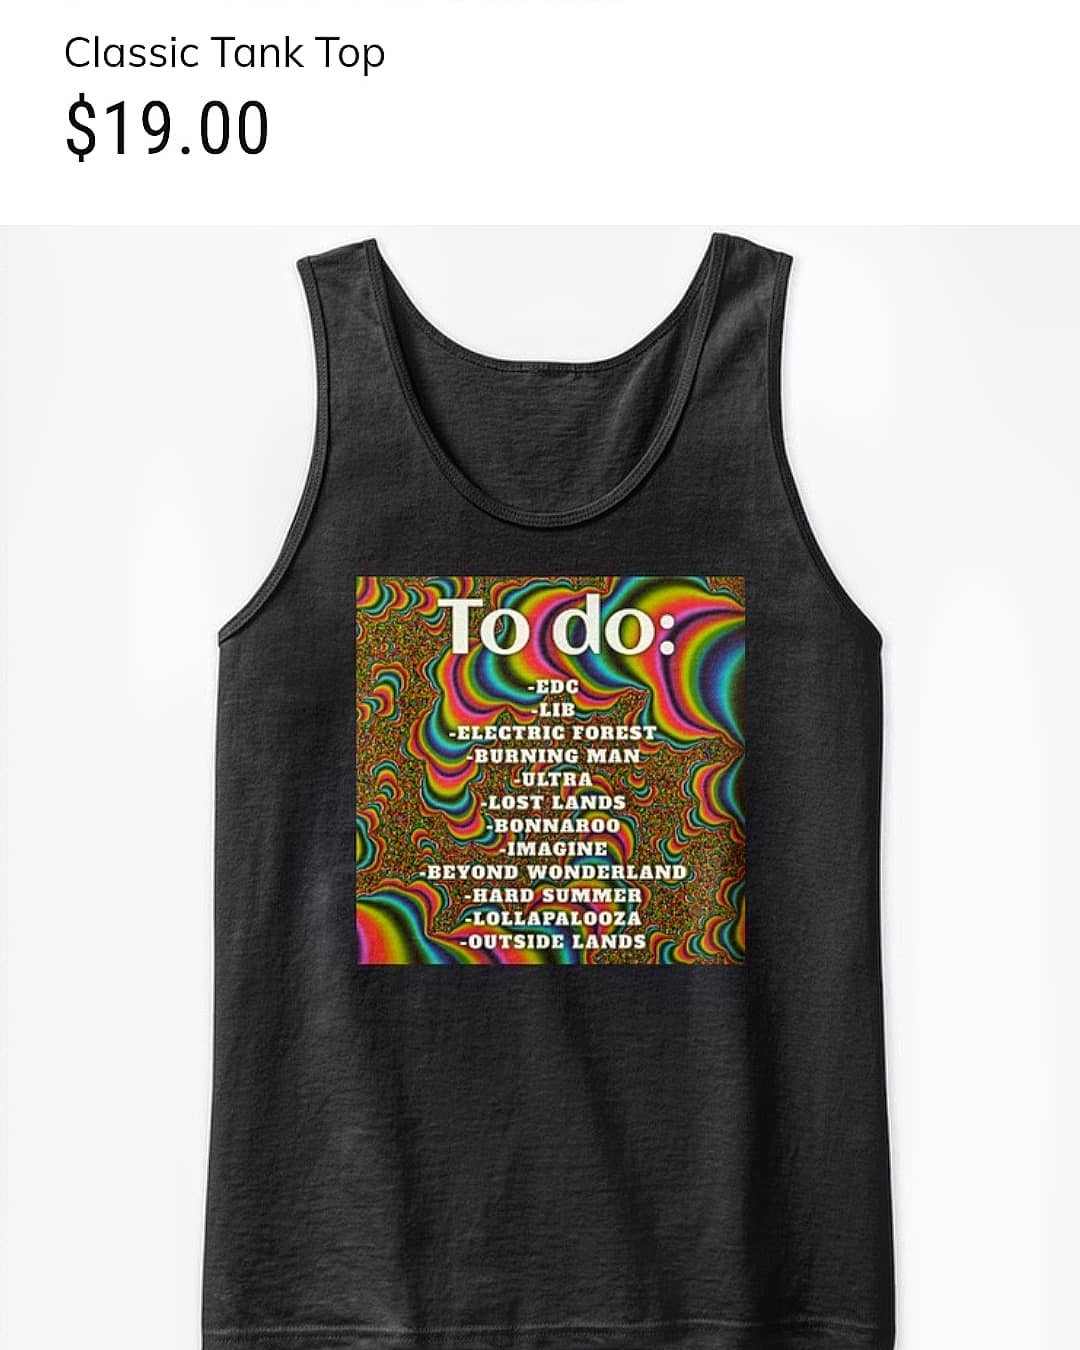 Classic Tank Top
$19.00
To do:
-EDC
-LIB
-ELECTRIC FOREST
-BURNING MAN
-ULTRA
-LOST LANDS
-BONNAROO
-IMAGINE
-BEYOND WONDERLAND
-HARD SUMMER
-LOLLAPALOOZA
-OUTSIDE LANDS